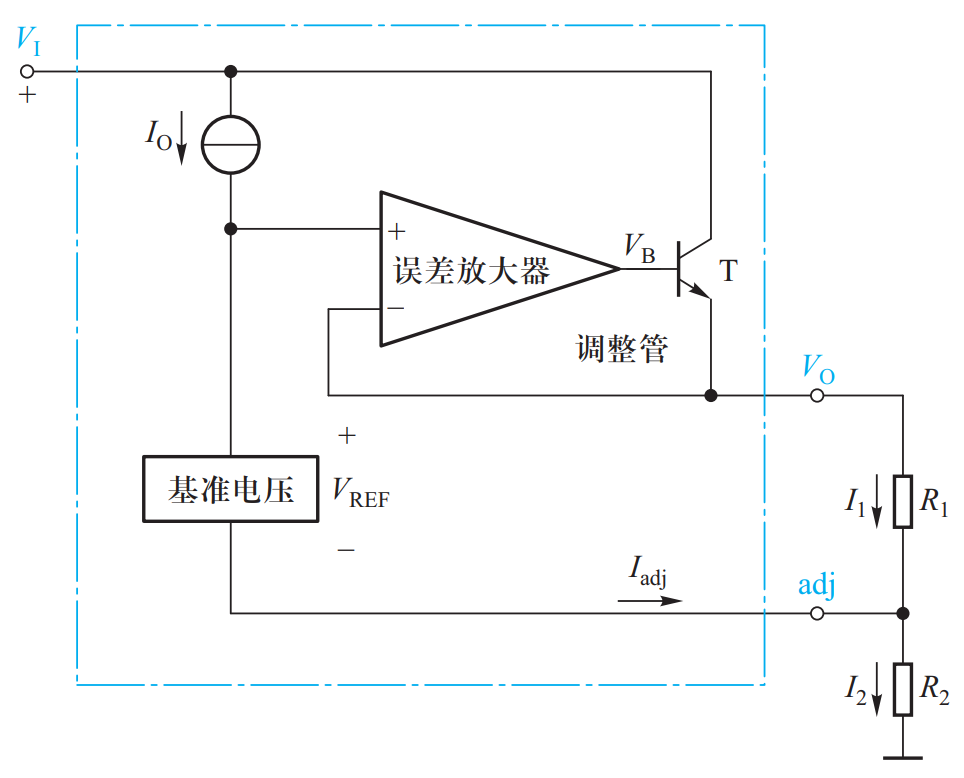 V_I
+
I_O
+
误差放大器
V_B
T
−
调整管
V_O
+
基准电压
V_REF
I_1
R_1
−
I_adj
adj
I_2
R_2